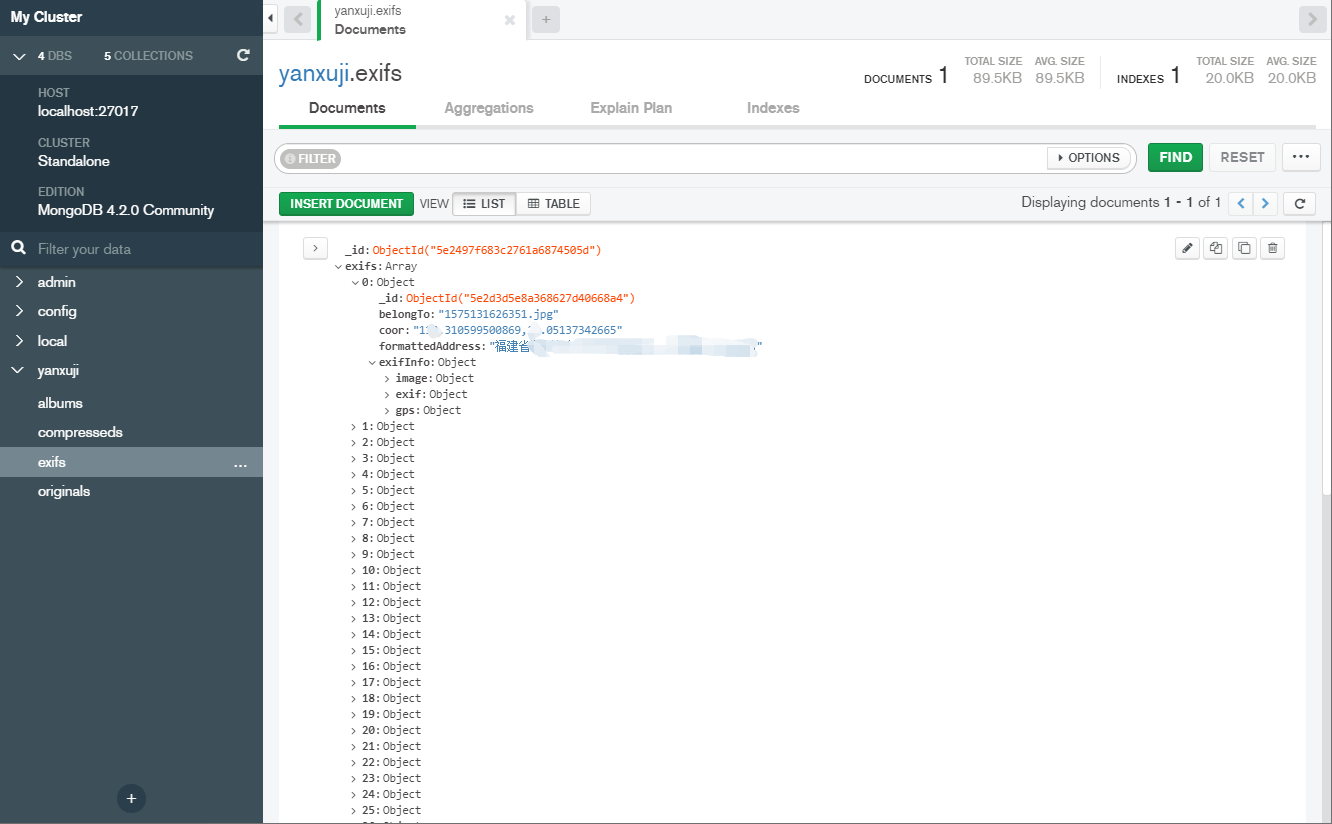 My Cluster
4 DBS 5 COLLECTIONS
HOST
localhost:27017
CLUSTER
Standalone
EDITION
MongoDB 4.2.0 Community
Filter your data
admin
config
local
yanxuji
albums
compresseds
exifs ...
originals
+
yanxuji.exifs
Documents
+
yanxuji.exifs
DOCUMENTS 1 TOTAL SIZE 89.5KB AVG. SIZE 89.5KB INDEXES 1 TOTAL SIZE 20.0KB AVG. SIZE 20.0KB
Documents Aggregations Explain Plan Indexes
FILTER OPTIONS FIND RESET ...
INSERT DOCUMENT VIEW LIST TABLE Displaying documents 1 - 1 of 1
_id: ObjectId("5e2497f683c2761a6874505d")
exifs: Array
0: Object
_id: ObjectId("5e2d3d5e8a368627d40668a4")
belongTo: "1575131626351.jpg"
coor: "11 .310599500869, .05137342665"
formattedAddress: "福建省 "
exifInfo: Object
image: Object
exif: Object
gps: Object
1: Object
2: Object
3: Object
4: Object
5: Object
6: Object
7: Object
8: Object
9: Object
10: Object
11: Object
12: Object
13: Object
14: Object
15: Object
16: Object
17: Object
18: Object
19: Object
20: Object
21: Object
22: Object
23: Object
24: Object
25: Object